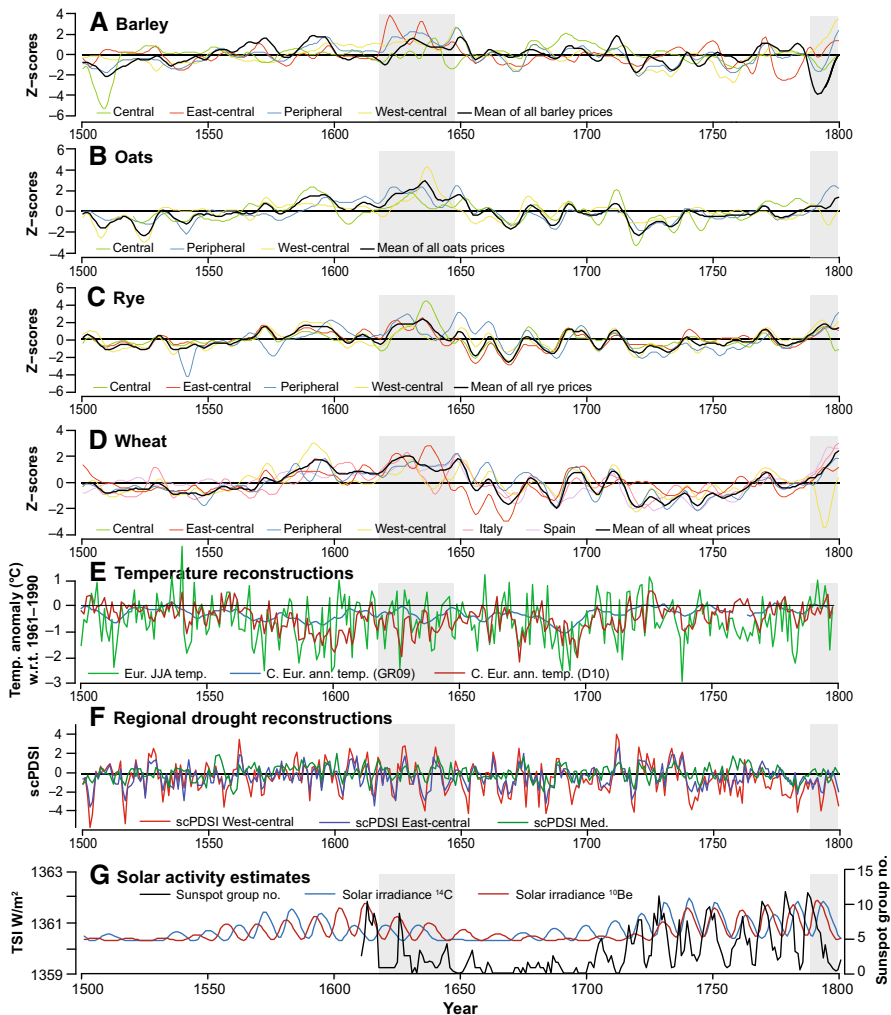 A Barley
Z−scores
4
2
0
−2
−4
−6
Central East-central Peripheral West-central Mean of all barley prices
1500 1550 1600 1650 1700 1750 1800
B Oats
Z−scores
4
2
0
−2
−4
Central Peripheral West-central Mean of all oats prices
1500 1550 1600 1650 1700 1750 1800
C Rye
Z−scores
6
4
2
0
−2
−4
−6
Central East-central Peripheral West-central Mean of all rye prices
1500 1550 1600 1650 1700 1750 1800
D Wheat
Z−scores
4
2
0
−2
−4
Central East-central Peripheral West-central Italy Spain Mean of all wheat prices
1500 1550 1600 1650 1700 1750 1800
E Temperature reconstructions
Temp. anomaly (°C)
w.r.t. 1961−1990
1
0
−1
−2
−3
Eur. JJA temp. C. Eur. ann. temp. (GR09) C. Eur. ann. temp. (D10)
1500 1550 1600 1650 1700 1750 1800
F Regional drought reconstructions
scPDSI
4
2
0
−2
−4
scPDSI West-central scPDSI East-central scPDSI Med.
1500 1550 1600 1650 1700 1750 1800
G Solar activity estimates
TSI W/m²
1363
1361
1359
Sunspot group no. Solar irradiance ¹⁴C Solar irradiance ¹⁰Be
15
10
5
0
Sunspot group no.
1500 1550 1600 1650 1700 1750 1800
Year